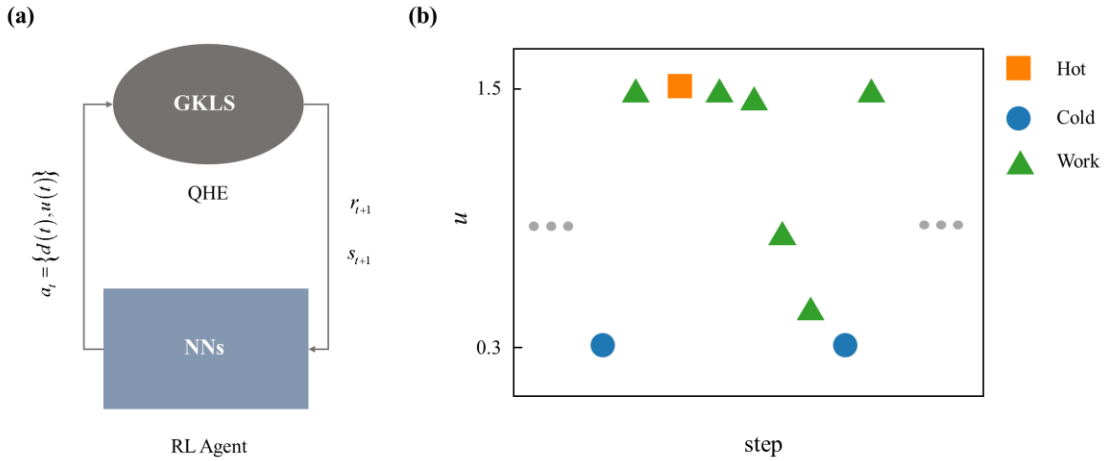 (a)
GKLS
QHE
a_t = {d(t), u(t)}
r_{t+1}
s_{t+1}
NNs
RL Agent
(b)
1.5
u
0.3
step
Hot
Cold
Work